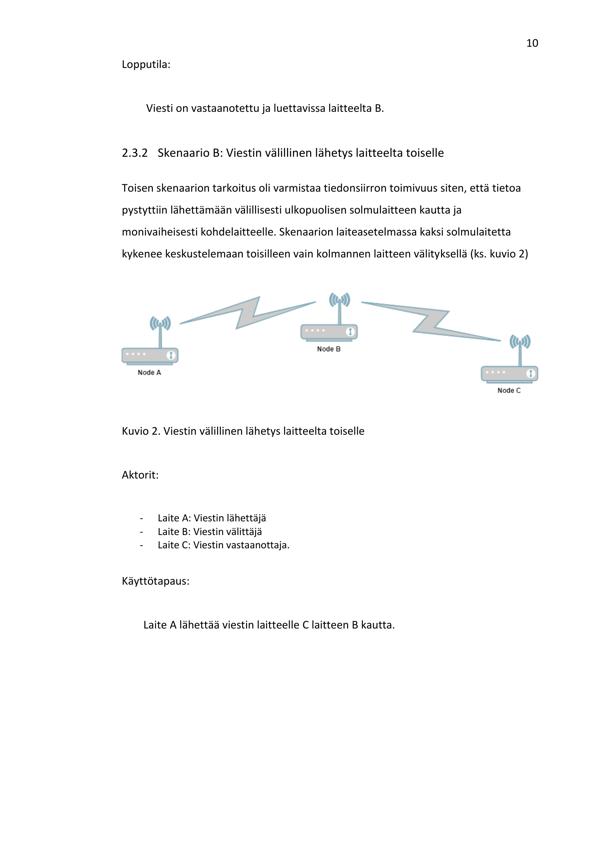 10
Lopputila:
Viesti on vastaanotettu ja luettavissa laitteelta B.
2.3.2 Skenaario B: Viestin välillinen lähetys laitteelta toiselle
Toisen skenaarion tarkoitus oli varmistaa tiedonsiirron toimivuus siten, että tietoa
pystyttiin lähettämään välillisesti ulkopuolisen solmulaitteen kautta ja
monivaiheisesti kohdelaitteelle. Skenaarion laiteasetelmassa kaksi solmulaitetta
kykenee keskustelemaan toisilleen vain kolmannen laitteen välityksellä (ks. kuvio 2)
Node A
Node B
Node C
Kuvio 2. Viestin välillinen lähetys laitteelta toiselle
Aktorit:
- Laite A: Viestin lähettäjä
- Laite B: Viestin välittäjä
- Laite C: Viestin vastaanottaja.
Käyttötapaus:
Laite A lähettää viestin laitteelle C laitteen B kautta.